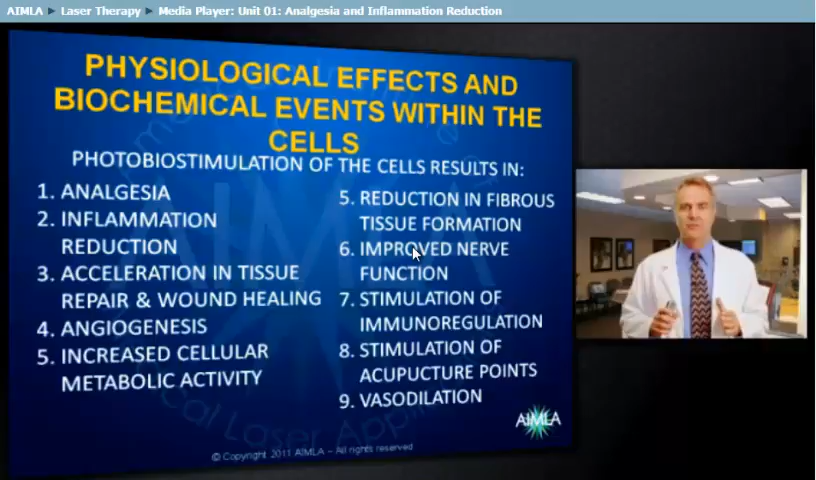 AIMLA ► Laser Therapy ► Media Player: Unit 01: Analgesia and Inflammation Reduction
PHYSIOLOGICAL EFFECTS AND
BIOCHEMICAL EVENTS WITHIN THE
CELLS
PHOTOBIOSTIMULATION OF THE CELLS RESULTS IN:
1. ANALGESIA
2. INFLAMMATION
REDUCTION
3. ACCELERATION IN TISSUE
REPAIR & WOUND HEALING
4. ANGIOGENESIS
5. INCREASED CELLULAR
METABOLIC ACTIVITY
5. REDUCTION IN FIBROUS
TISSUE FORMATION
6. IMPROVED NERVE
FUNCTION
7. STIMULATION OF
IMMUNOREGULATION
8. STIMULATION OF
ACUPUCTURE POINTS
9. VASODILATION
AIMLA
© Copyright 2011 AIMLA – All rights reserved